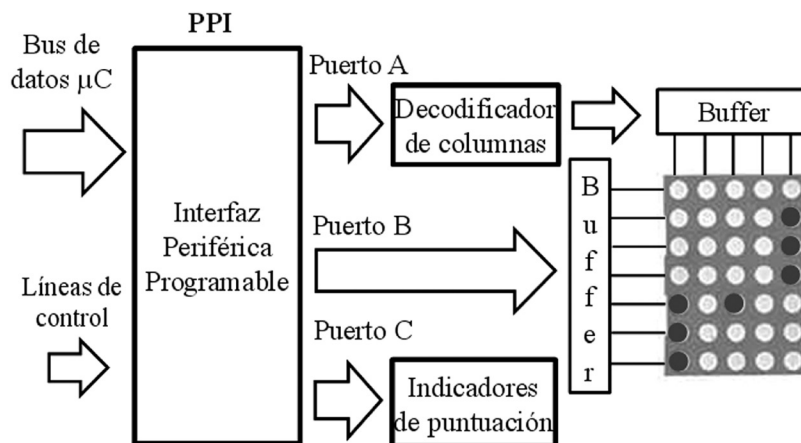 PPI
Bus de
datos µC
Líneas de
control
Interfaz
Periférica
Programable
Puerto A
Decodificador
de columnas
Buffer
Puerto B
Buffer
Puerto C
Indicadores
de puntuación